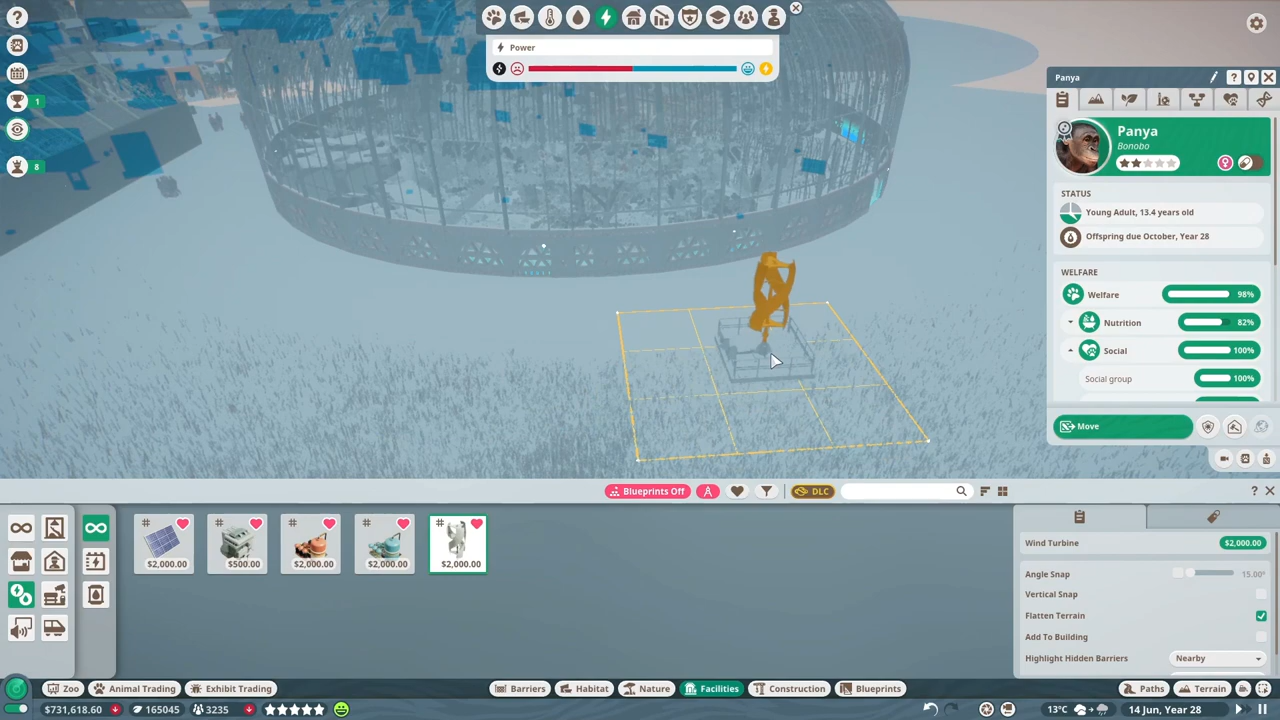 Power
1
8
Panya
Panya
Bonobo
STATUS
Young Adult, 13.4 years old
Offspring due October, Year 28
WELFARE
Welfare 98%
Nutrition 82%
Social 100%
Social group 100%
Move
Blueprints Off
DLC
$2,000.00
$500.00
$2,000.00
$2,000.00
$2,000.00
Wind Turbine $2,000.00
Angle Snap 15.00°
Vertical Snap
Flatten Terrain
Add To Building
Highlight Hidden Barriers Nearby
Zoo
Animal Trading
Exhibit Trading
Barriers
Habitat
Nature
Facilities
Construction
Blueprints
Paths
Terrain
$731,618.60
165045
3235
13°C
14 Jun, Year 28